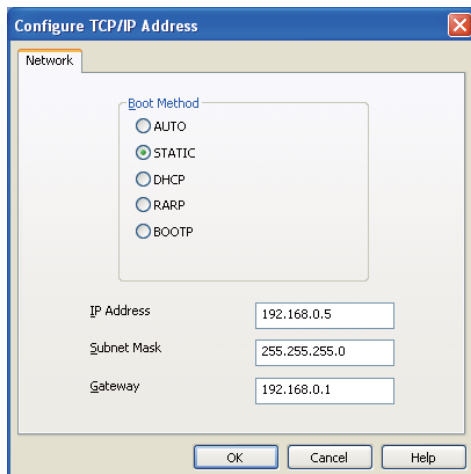 Configure TCP/IP Address
Network
Boot Method
AUTO
STATIC
DHCP
RARP
BOOTP
IP Address 192.168.0.5
Subnet Mask 255.255.255.0
Gateway 192.168.0.1
OK Cancel Help